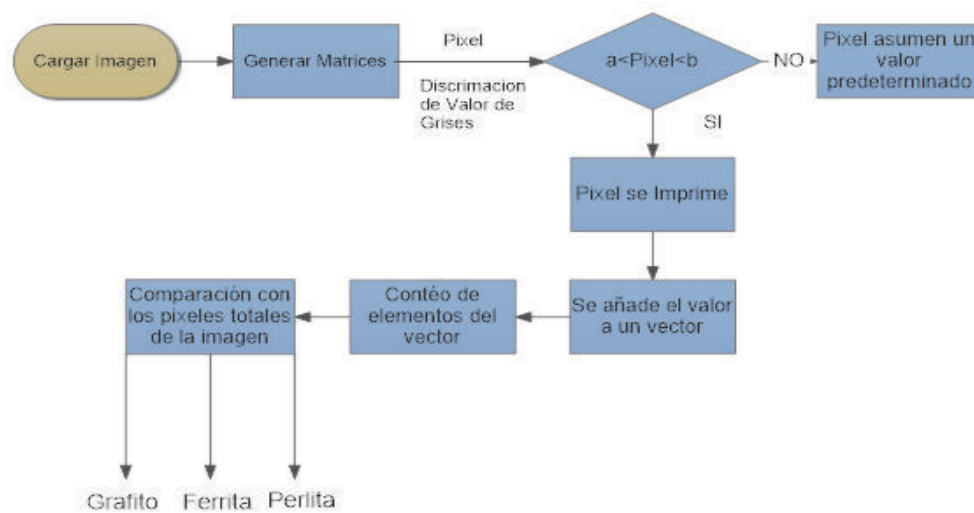 Cargar Imagen
Generar Matrices
Pixel
Discrimacion
de Valor de
Grises
a<Pixel<b
NO
Pixel asumen un
valor
predeterminado
SI
Pixel se Imprime
Se añade el valor
a un vector
Contéo de
elementos del
vector
Comparación con
los pixeles totales
de la imagen
Grafito
Ferrita
Perlita